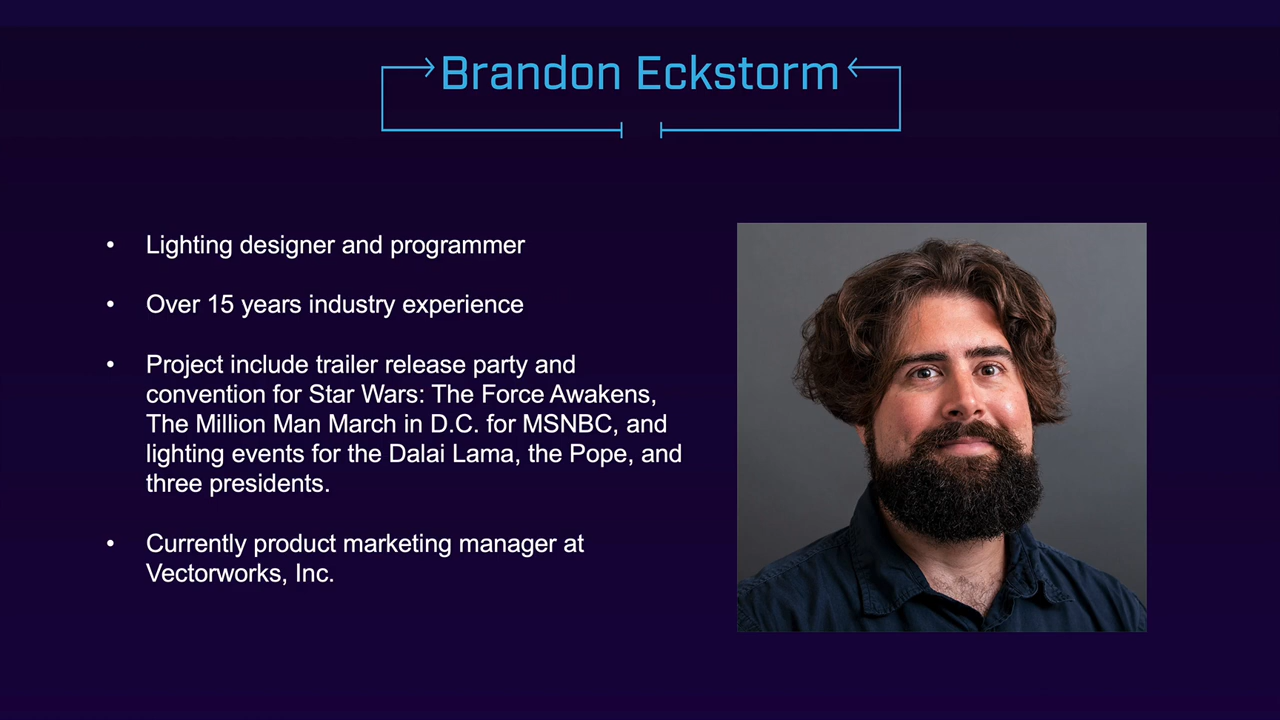 Brandon Eckstorm
• Lighting designer and programmer
• Over 15 years industry experience
• Project include trailer release party and
convention for Star Wars: The Force Awakens,
The Million Man March in D.C. for MSNBC, and
lighting events for the Dalai Lama, the Pope, and
three presidents.
• Currently product marketing manager at
Vectorworks, Inc.